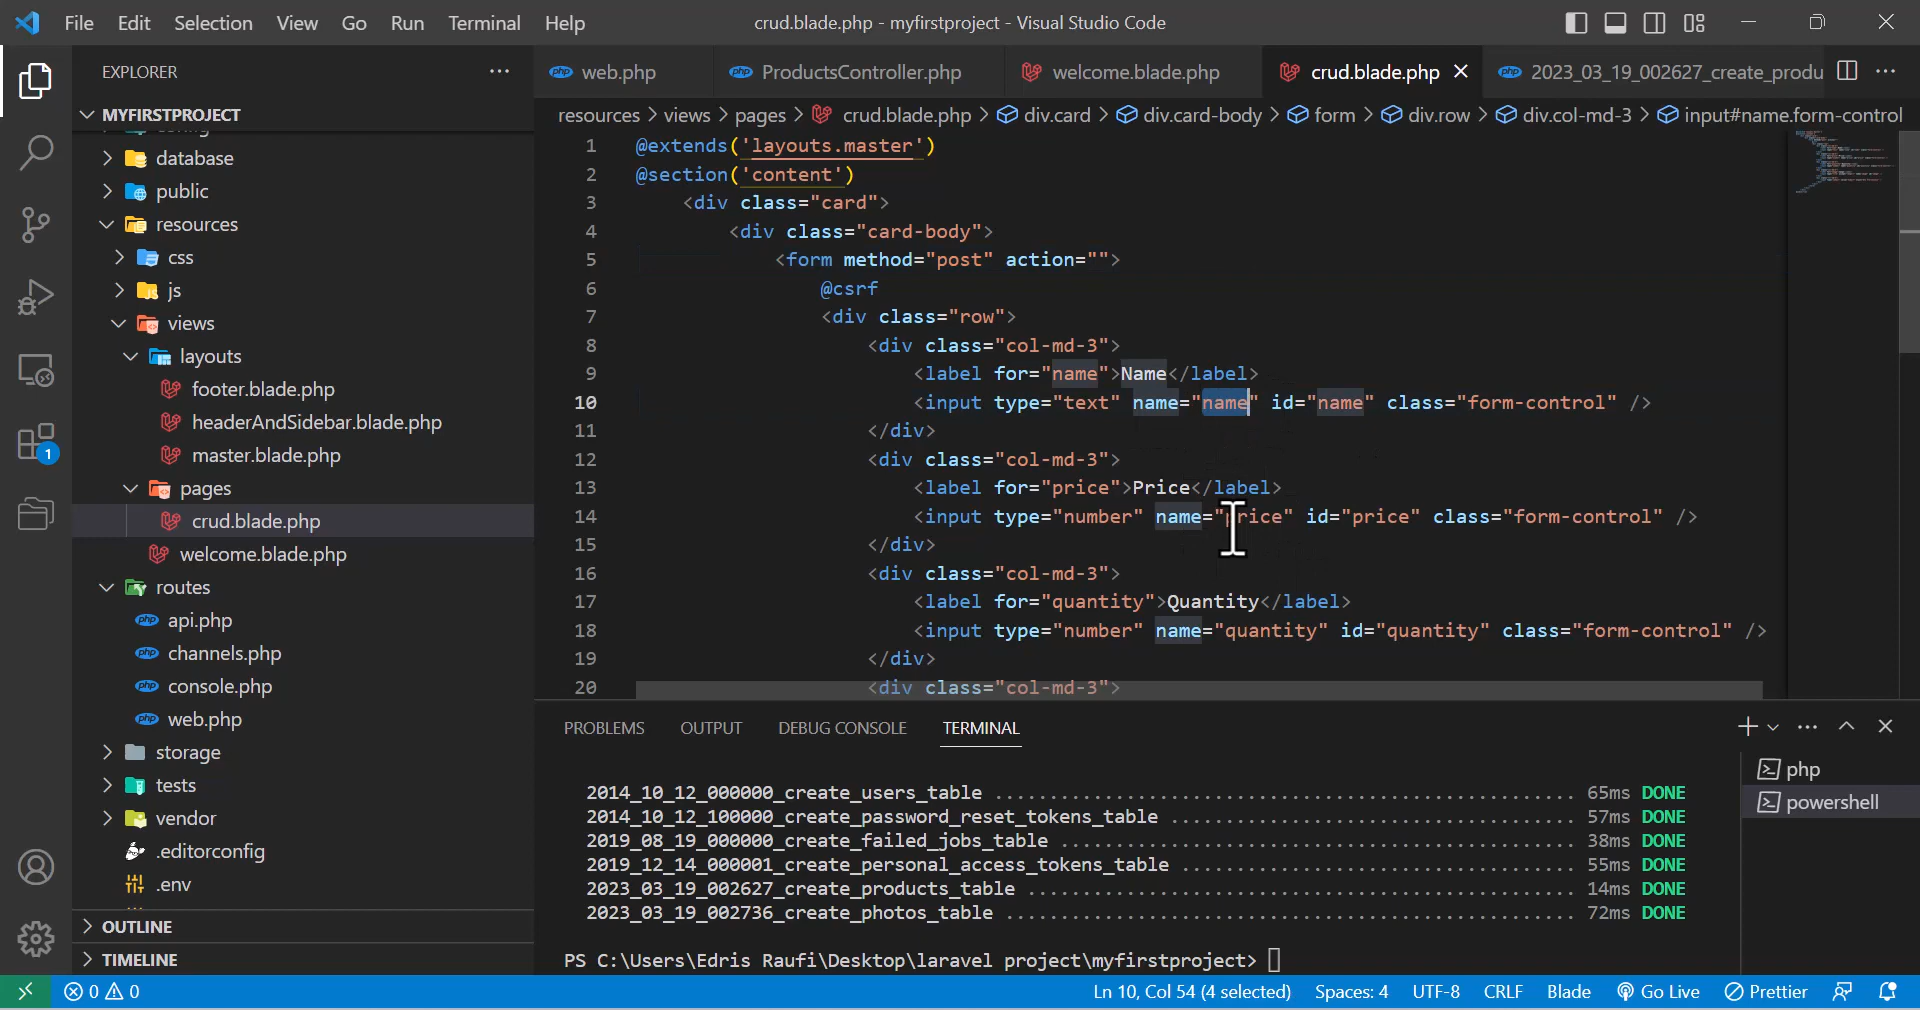 File Edit Selection View Go Run Terminal Help crud.blade.php - myfirstproject - Visual Studio Code
EXPLORER
web.php ProductsController.php welcome.blade.php crud.blade.php 2023_03_19_002627_create_produ
MYFIRSTPROJECT
resources > views > pages > crud.blade.php > div.card > div.card-body > form > div.row > div.col-md-3 > input#name.form-control
config
database
public
resources
css
js
views
layouts
footer.blade.php
headerAndSidebar.blade.php
master.blade.php
pages
crud.blade.php
welcome.blade.php
routes
api.php
channels.php
console.php
web.php
storage
tests
vendor
.editorconfig
.env
OUTLINE
TIMELINE
1 @extends('layouts.master')
2 @section('content')
3 <div class="card">
4 <div class="card-body">
5 <form method="post" action="">
6 @csrf
7 <div class="row">
8 <div class="col-md-3">
9 <label for="name">Name</label>
10 <input type="text" name="name" id="name" class="form-control" />
11 </div>
12 <div class="col-md-3">
13 <label for="price">Price</label>
14 <input type="number" name="price" id="price" class="form-control" />
15 </div>
16 <div class="col-md-3">
17 <label for="quantity">Quantity</label>
18 <input type="number" name="quantity" id="quantity" class="form-control" />
19 </div>
20 <div class="col-md-3">
PROBLEMS OUTPUT DEBUG CONSOLE TERMINAL
2014_10_12_000000_create_users_table .................................................. 65ms DONE
2014_10_12_100000_create_password_reset_tokens_table ................................... 57ms DONE
2019_08_19_000000_create_failed_jobs_table ............................................. 38ms DONE
2019_12_14_000001_create_personal_access_tokens_table .................................. 55ms DONE
2023_03_19_002627_create_products_table ................................................ 14ms DONE
2023_03_19_002736_create_photos_table .................................................. 72ms DONE
PS C:\Users\Edris Raufi\Desktop\laravel project\myfirstproject>
php
powershell
1
0 0 Ln 10, Col 54 (4 selected) Spaces: 4 UTF-8 CRLF Blade Go Live Prettier